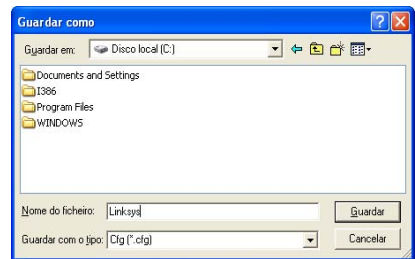 Guardar como
Guardar em: Disco local (C:)
Documents and Settings
I386
Program Files
WINDOWS
Nome do ficheiro: Linksys Guardar
Guardar com o tipo: Cfg (*.cfg) Cancelar